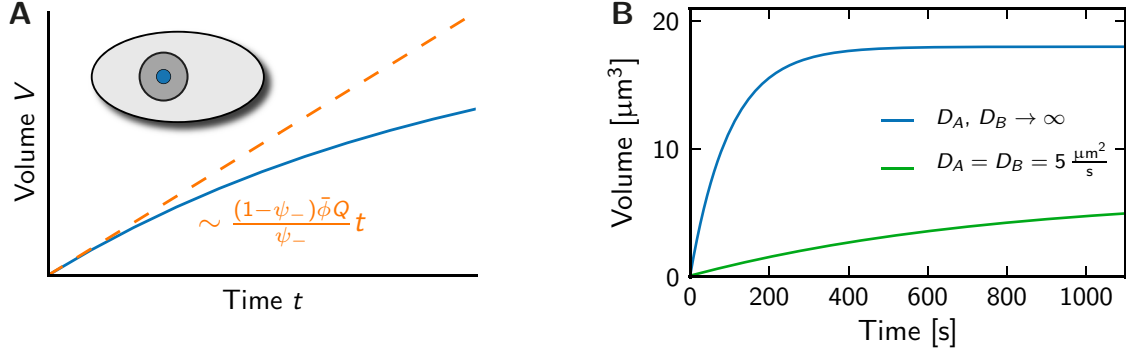 A
Volume V
Time t
∼ (1−ψ₋)ϕ̄Q/ψ₋ t
B
Volume [µm³]
20
10
0
D_A, D_B → ∞
D_A = D_B = 5 µm²/s
0 200 400 600 800 1000
Time [s]